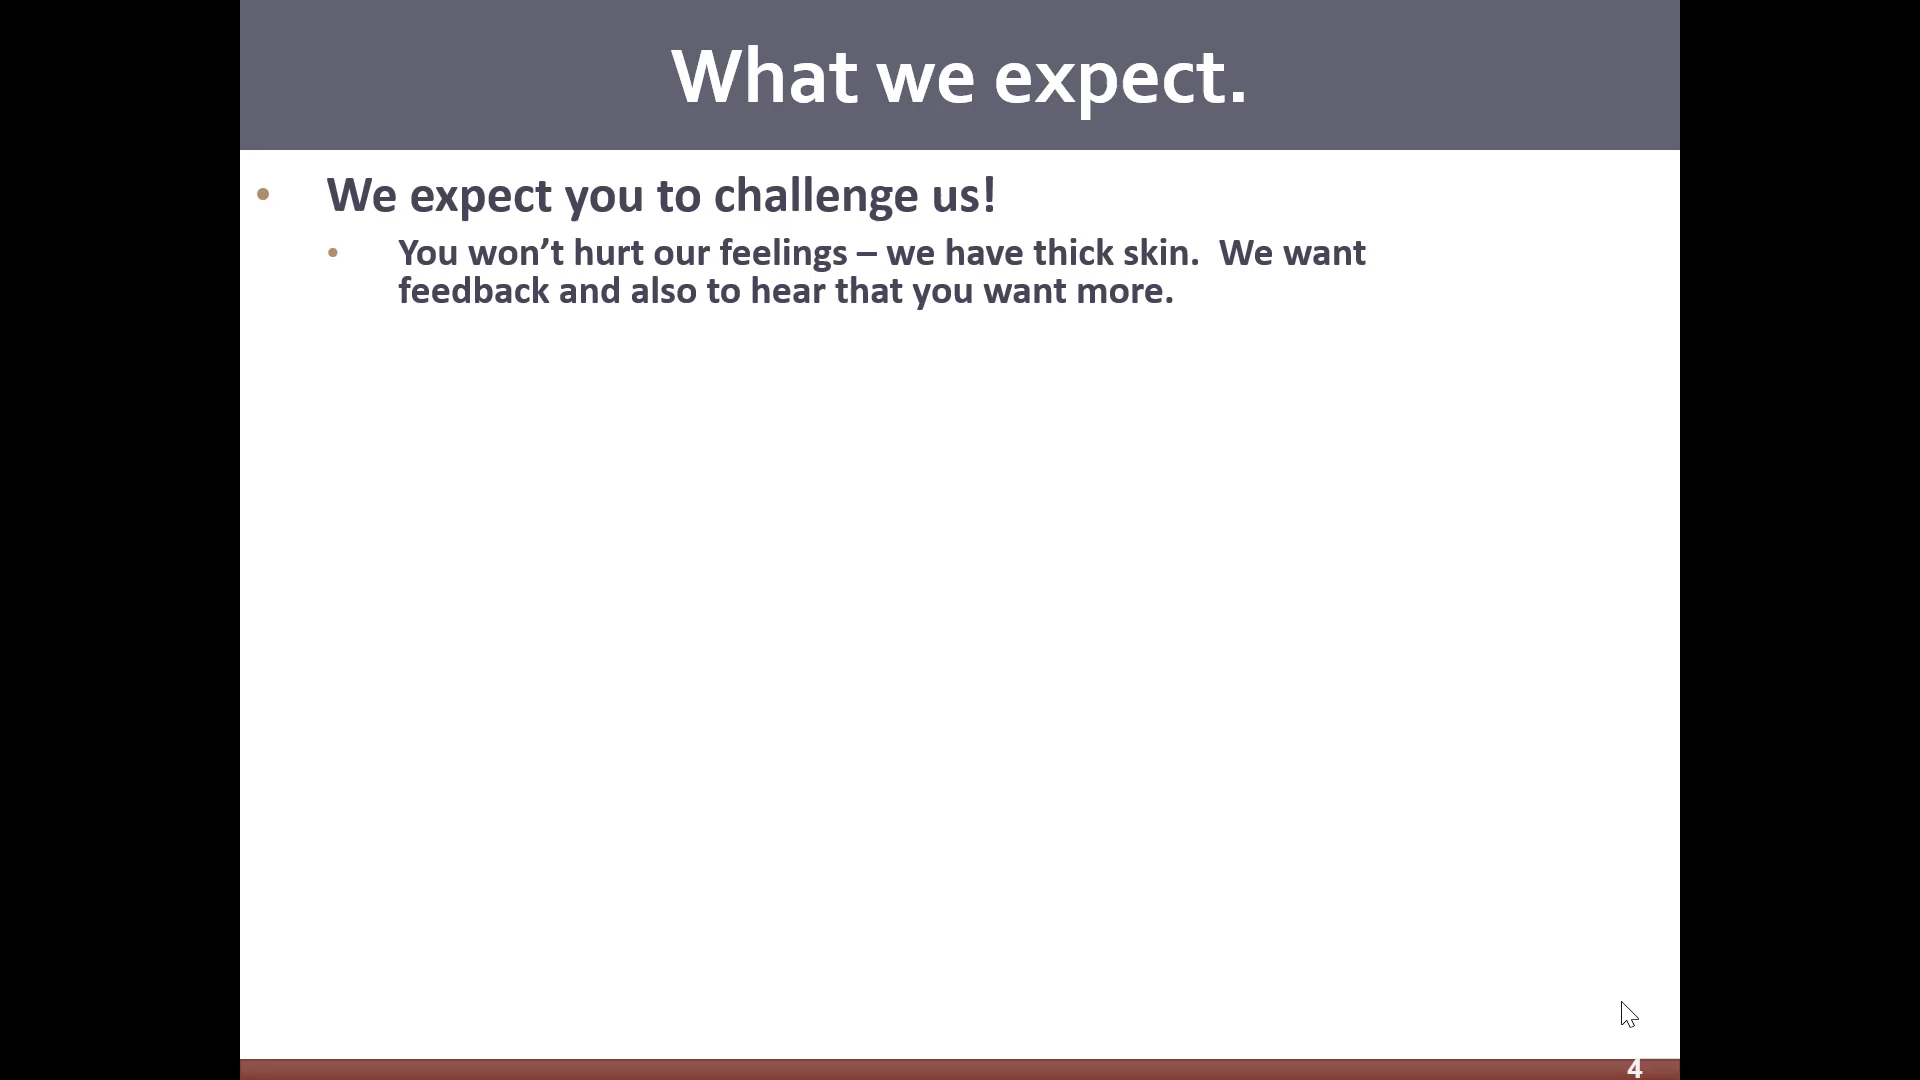 What we expect.
• We expect you to challenge us!
• You won’t hurt our feelings – we have thick skin.  We want
feedback and also to hear that you want more.
4